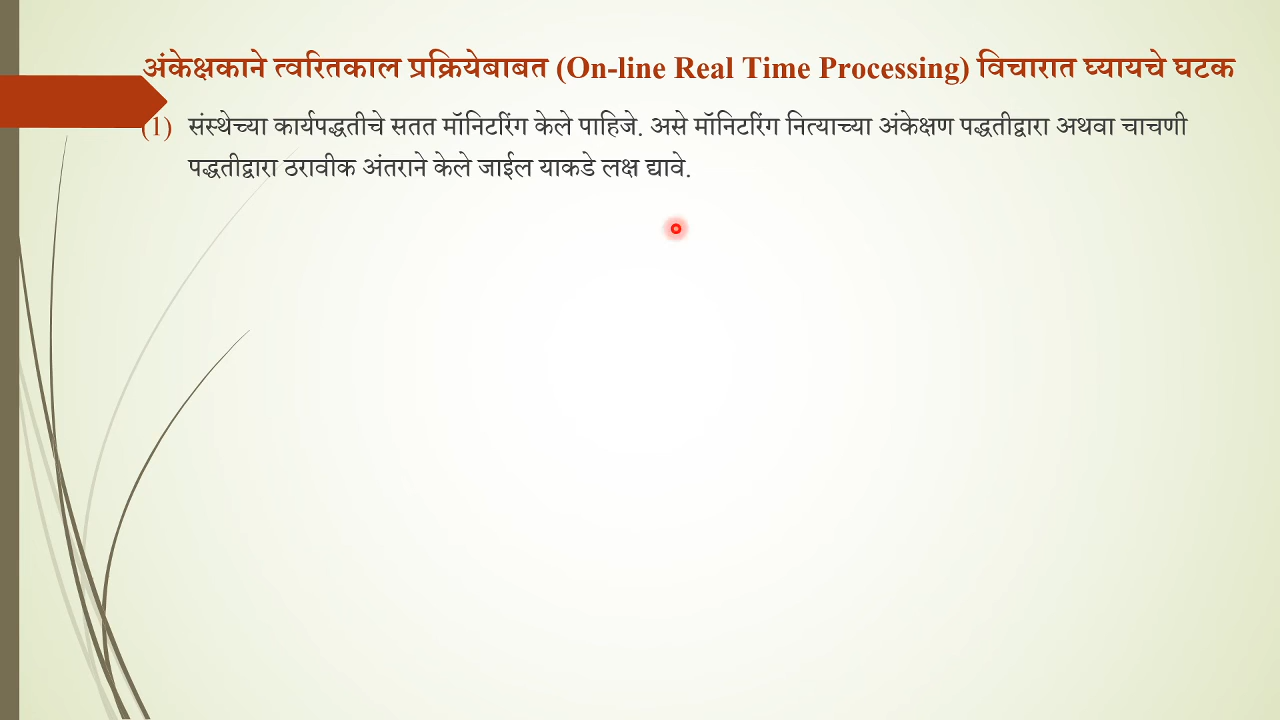 अंकेक्षकाने त्वरितकाल प्रक्रियेबाबत (On-line Real Time Processing) विचारात घ्यायचे घटक
(1) संस्थेच्या कार्यपद्धतीचे सतत मॉनिटरिंग केले पाहिजे. असे मॉनिटरिंग नित्याच्या अंकेक्षण पद्धतीद्वारा अथवा चाचणी
पद्धतीद्वारा ठरावीक अंतराने केले जाईल याकडे लक्ष द्यावे.